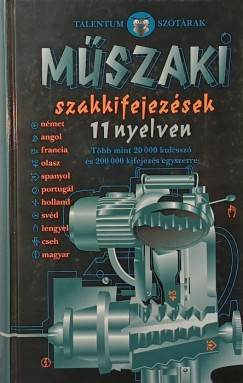 TALENTUM SZÓTÁRAK
MŰSZAKI
szakkifejezések
11 nyelven
Több mint 20 000 kulcsszó
és 200 000 kifejezés egyszerre
német
angol
francia
olasz
spanyol
portugál
holland
svéd
lengyel
cseh
magyar